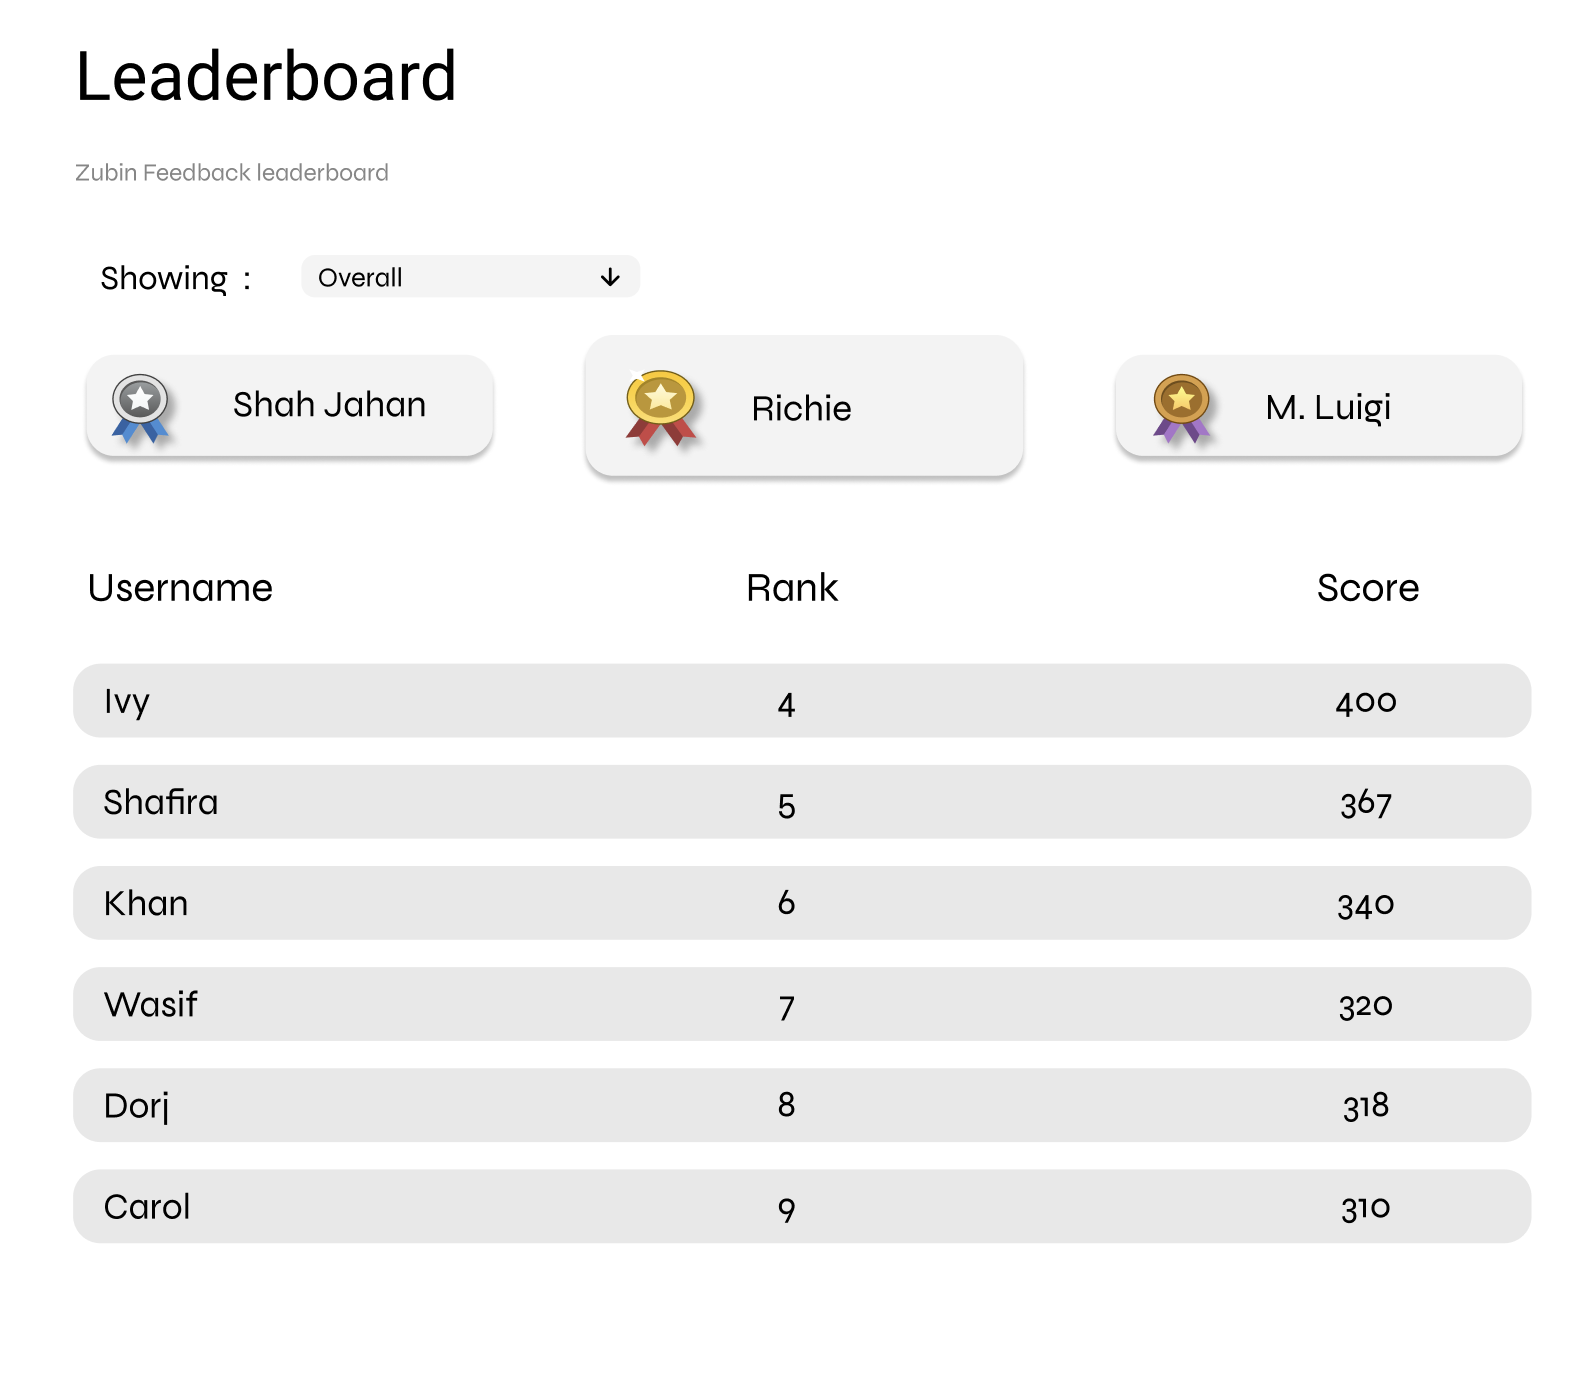 Leaderboard
Zubin Feedback leaderboard
Showing :
Overall
Shah Jahan
Richie
M. Luigi
Username Rank Score
Ivy 4 400
Shafira 5 367
Khan 6 340
Wasif 7 320
Dorj 8 318
Carol 9 310